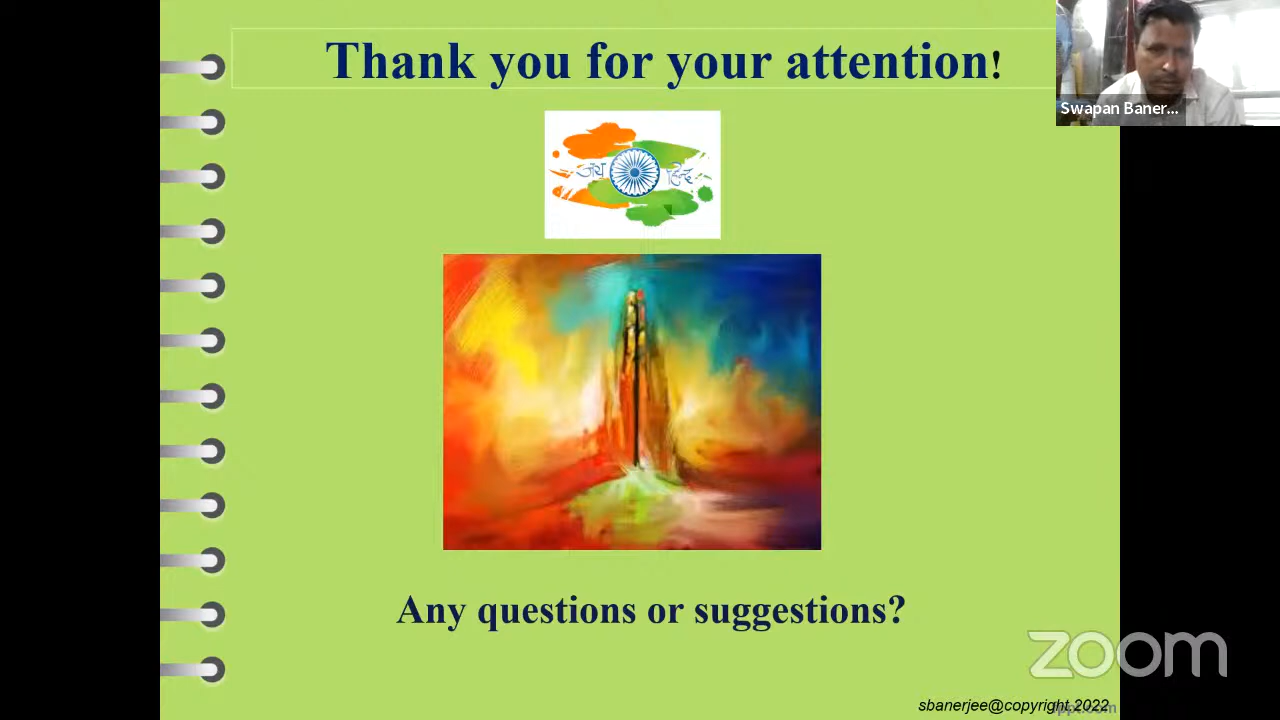 Thank you for your attention!
Swapan Baner...
जय हिन्द
Any questions or suggestions?
zoom
sbanerjee@copyright 2022